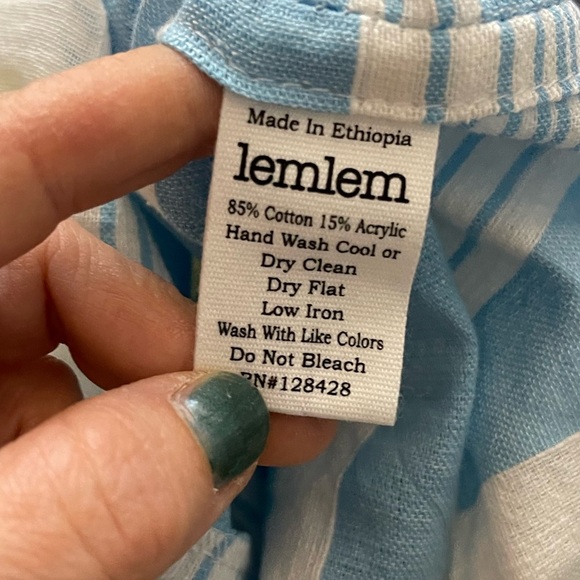 Made In Ethiopia
lemlem
85% Cotton 15% Acrylic
Hand Wash Cool or
Dry Clean
Dry Flat
Low Iron
Wash With Like Colors
Do Not Bleach
RN#128428